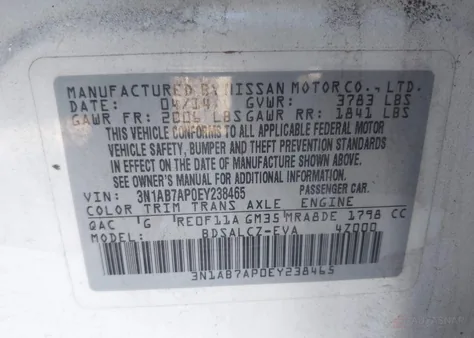 MANUFACTURED BY NISSAN MOTOR CO., LTD.
DATE: 04/14 GVWR: 3783 LBS
GAWR FR: 2006 LBS GAWR RR: 1841 LBS
THIS VEHICLE CONFORMS TO ALL APPLICABLE FEDERAL MOTOR
VEHICLE SAFETY, BUMPER AND THEFT PREVENTION STANDARDS
IN EFFECT ON THE DATE OF MANUFACTURE SHOWN ABOVE.
SEE OWNER'S MANUAL FOR ADDITIONAL INFORMATION.
VIN: 3N1AB7AP0EY238465 PASSENGER CAR.
COLOR TRIM TRANS AXLE ENGINE
QAC G RE0F11A GM35 MRA8DE 1798 CC
MODEL: BDSALCZ-EVA 4Z000
3N1AB7AP0EY238465